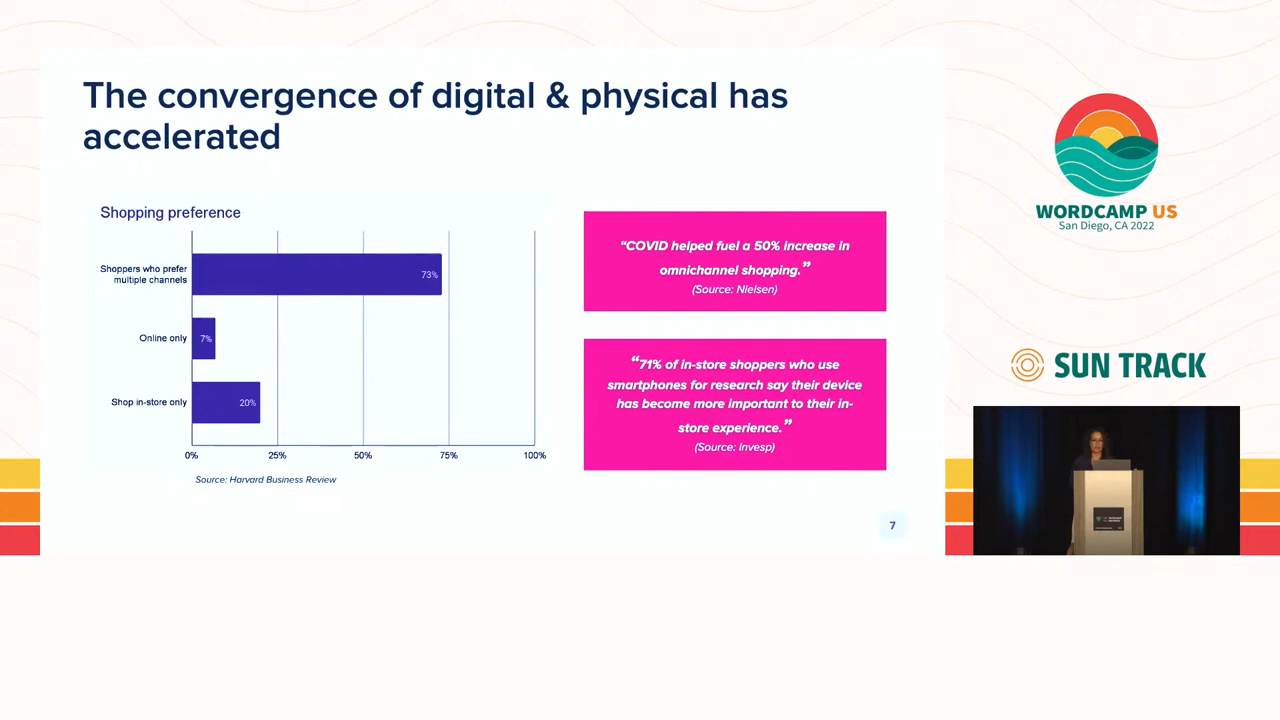 The convergence of digital & physical has
accelerated
Shopping preference
Shoppers who prefer
multiple channels
73%
Online only
7%
Shop in-store only
20%
0%
25%
50%
75%
100%
Source: Harvard Business Review
“COVID helped fuel a 50% increase in
omnichannel shopping.”
(Source: Nielsen)
“71% of in-store shoppers who use
smartphones for research say their device
has become more important to their in-
store experience.”
(Source: Invesp)
7
WORDCAMP US
San Diego, CA 2022
SUN TRACK